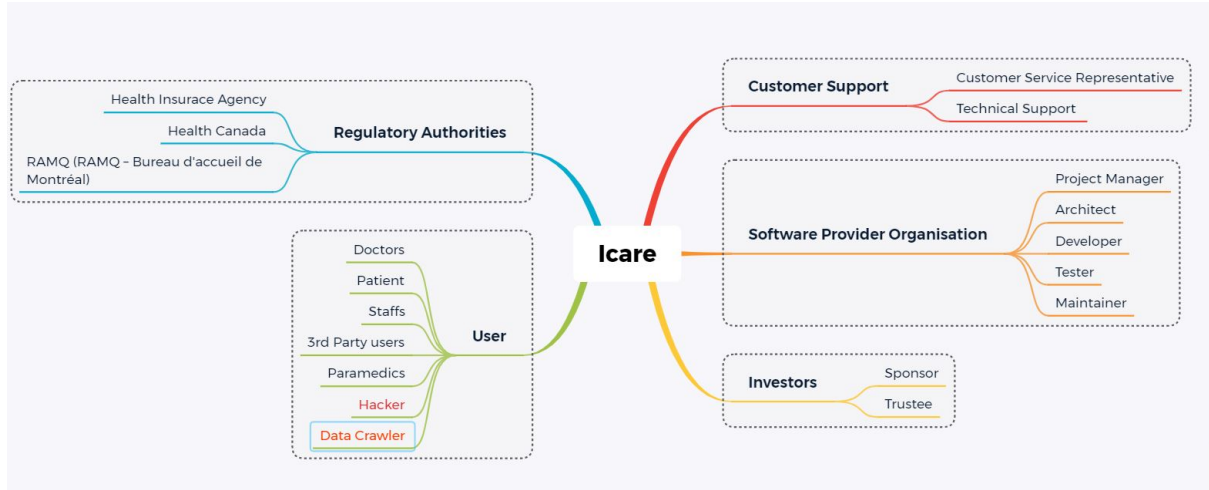 Icare
Regulatory Authorities
Health Insurace Agency
Health Canada
RAMQ (RAMQ – Bureau d'accueil de
Montréal)
User
Doctors
Patient
Staffs
3rd Party users
Paramedics
Hacker
Data Crawler
Customer Support
Customer Service Representative
Technical Support
Software Provider Organisation
Project Manager
Architect
Developer
Tester
Maintainer
Investors
Sponsor
Trustee